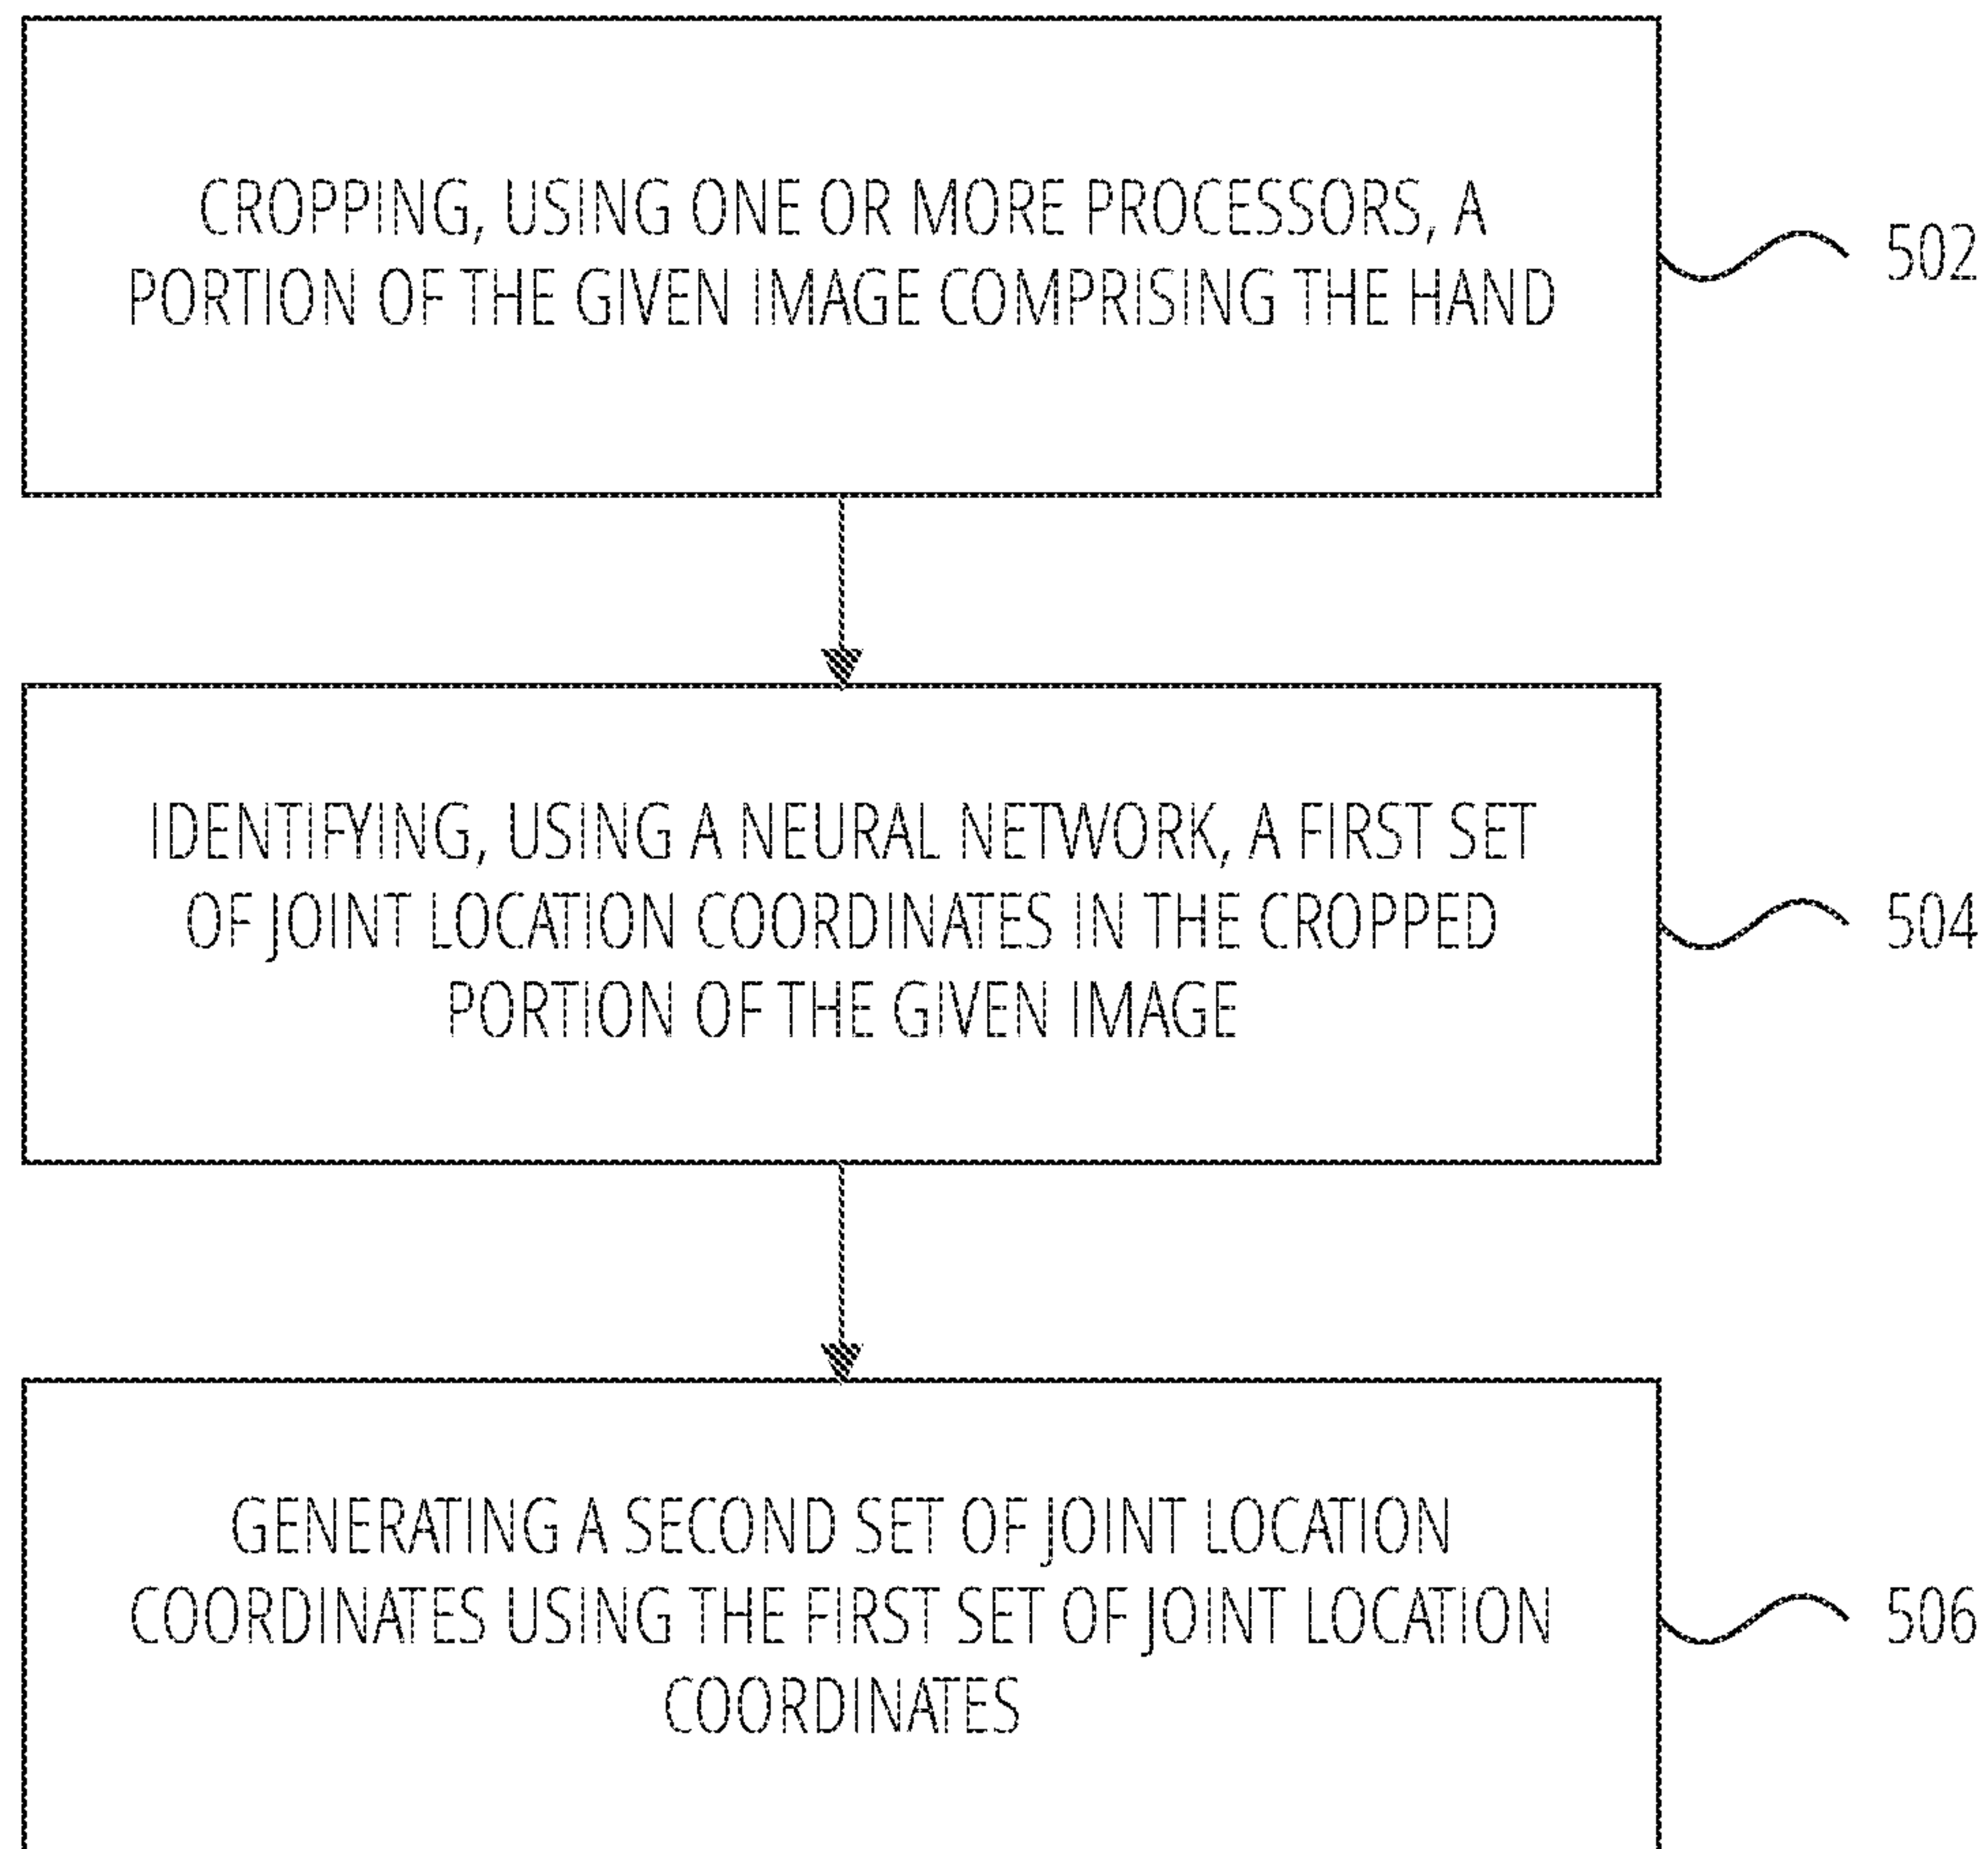 CROPPING, USING ONE OR MORE PROCESSORS, A
PORTION OF THE GIVEN IMAGE COMPRISING THE HAND
502
IDENTIFYING, USING A NEURAL NETWORK, A FIRST SET
OF JOINT LOCATION COORDINATES IN THE CROPPED
PORTION OF THE GIVEN IMAGE
504
GENERATING A SECOND SET OF JOINT LOCATION
COORDINATES USING THE FIRST SET OF JOINT LOCATION
COORDINATES
506